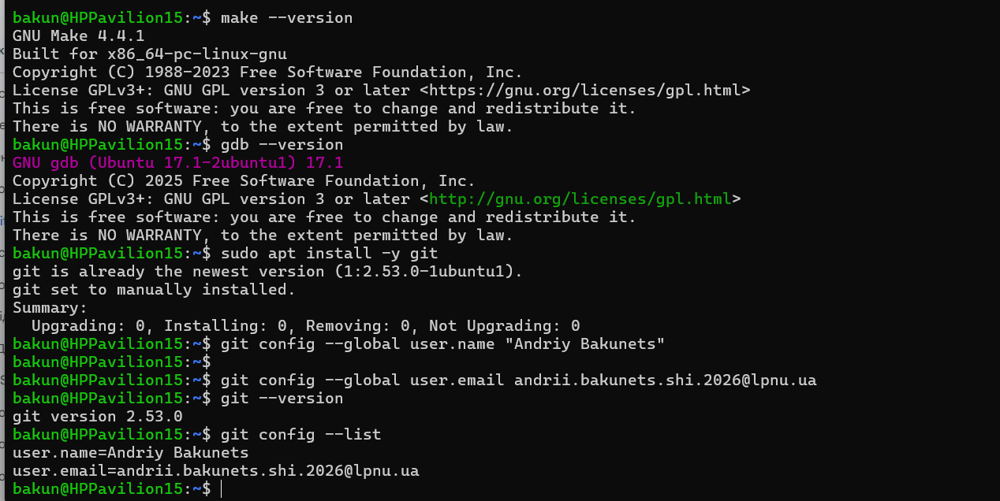 bakun@HPPavilion15:~$ make --version
GNU Make 4.4.1
Built for x86_64-pc-linux-gnu
Copyright (C) 1988-2023 Free Software Foundation, Inc.
License GPLv3+: GNU GPL version 3 or later <https://gnu.org/licenses/gpl.html>
This is free software: you are free to change and redistribute it.
There is NO WARRANTY, to the extent permitted by law.
bakun@HPPavilion15:~$ gdb --version
GNU gdb (Ubuntu 17.1-2ubuntu1) 17.1
Copyright (C) 2025 Free Software Foundation, Inc.
License GPLv3+: GNU GPL version 3 or later <http://gnu.org/licenses/gpl.html>
This is free software: you are free to change and redistribute it.
There is NO WARRANTY, to the extent permitted by law.
bakun@HPPavilion15:~$ sudo apt install -y git
git is already the newest version (1:2.53.0-1ubuntu1).
git set to manually installed.
Summary:
  Upgrading: 0, Installing: 0, Removing: 0, Not Upgrading: 0
bakun@HPPavilion15:~$ git config --global user.name "Andriy Bakunets"
bakun@HPPavilion15:~$
bakun@HPPavilion15:~$ git config --global user.email andrii.bakunets.shi.2026@lpnu.ua
bakun@HPPavilion15:~$ git --version
git version 2.53.0
bakun@HPPavilion15:~$ git config --list
user.name=Andriy Bakunets
user.email=andrii.bakunets.shi.2026@lpnu.ua
bakun@HPPavilion15:~$